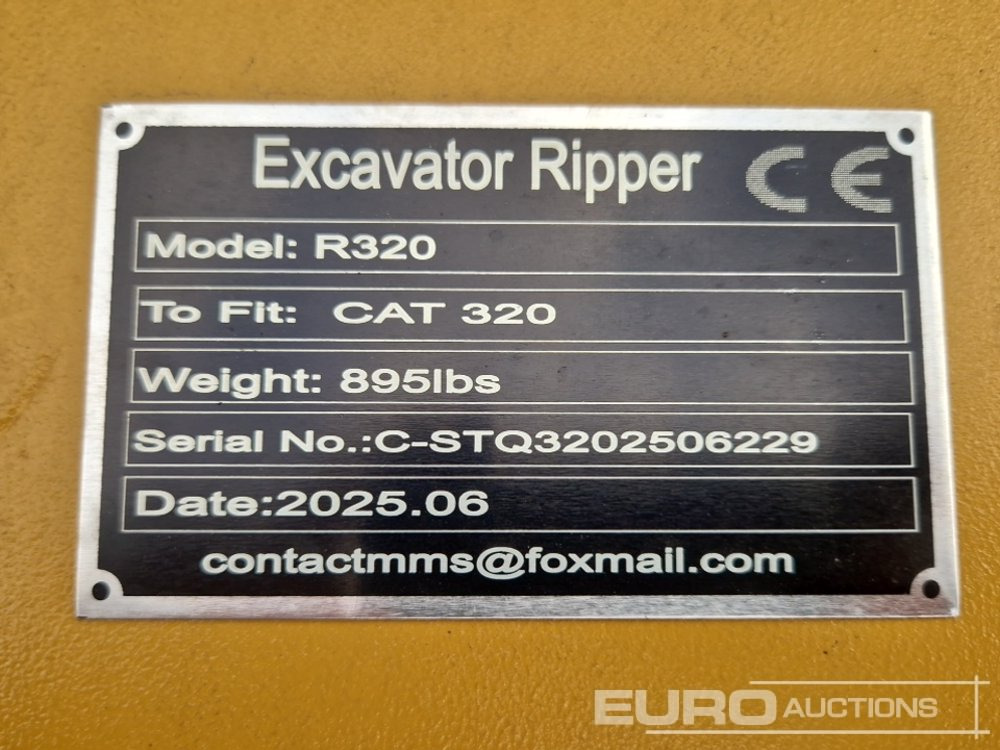 Excavator Ripper CE
Model: R320
To Fit: CAT 320
Weight: 895lbs
Serial No.:C-STQ3202506229
Date:2025.06
contactmms@foxmail.com
EURO AUCTIONS